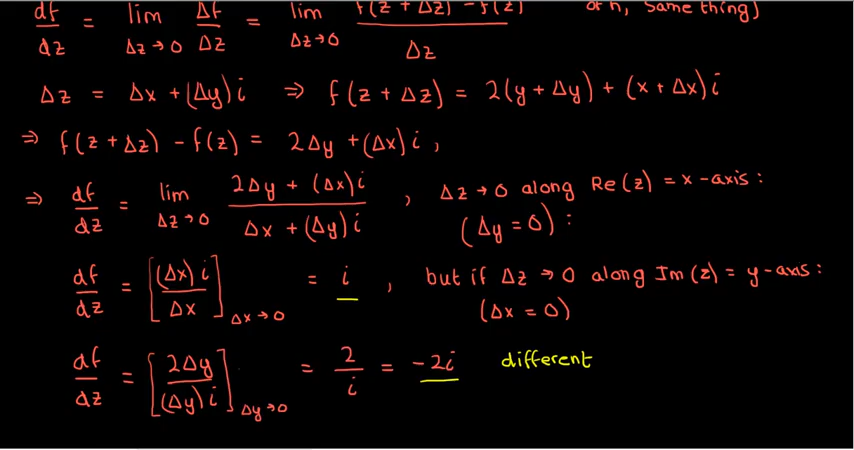 df/dz = lim Δz→0 Δf/Δz = lim Δz→0 f(z + Δz) - f(z) / Δz or h, same thing)
Δz = Δx + (Δy)i ⇒ f(z + Δz) = 2(y + Δy) + (x + Δx)i
⇒ f(z + Δz) - f(z) = 2Δy + (Δx)i,
⇒ df/dz = lim Δz→0 2Δy + (Δx)i / Δx + (Δy)i , Δz→0 along Re(z) = x-axis:
(Δy = 0):
df/dz = [(Δx)i / Δx] Δx→0 = i , but if Δz→0 along Im(z) = y-axis:
(Δx = 0)
df/dz = [2Δy / (Δy)i] Δy→0 = 2/i = -2i different